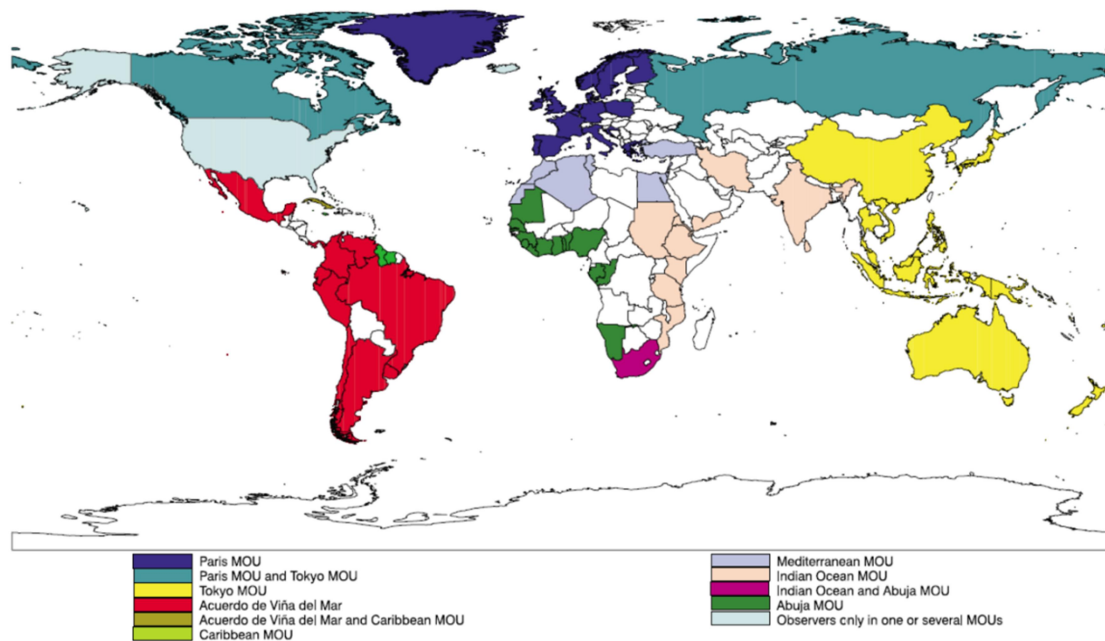 Paris MOU
Paris MOU and Tokyo MOU
Tokyo MOU
Acuerdo de Viña del Mar
Acuerdo de Viña del Mar and Caribbean MOU
Caribbean MOU
Mediterranean MOU
Indian Ocean MOU
Indian Ocean and Abuja MOU
Abuja MOU
Observers only in one or several MOUs